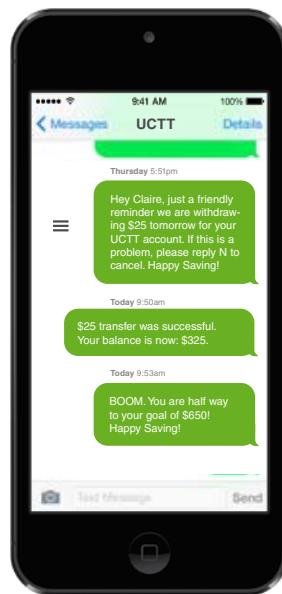 9:41 AM 100%
Messages UCTT Details
Thursday 5:51pm
Hey Claire, just a friendly
reminder we are withdraw-
ing $25 tomorrow for your
UCTT account. If this is a
problem, please reply N to
cancel. Happy Saving!
Today 9:50am
$25 transfer was successful.
Your balance is now: $325.
Today 9:53am
BOOM. You are half way
to your goal of $650!
Happy Saving!
Text Message Send